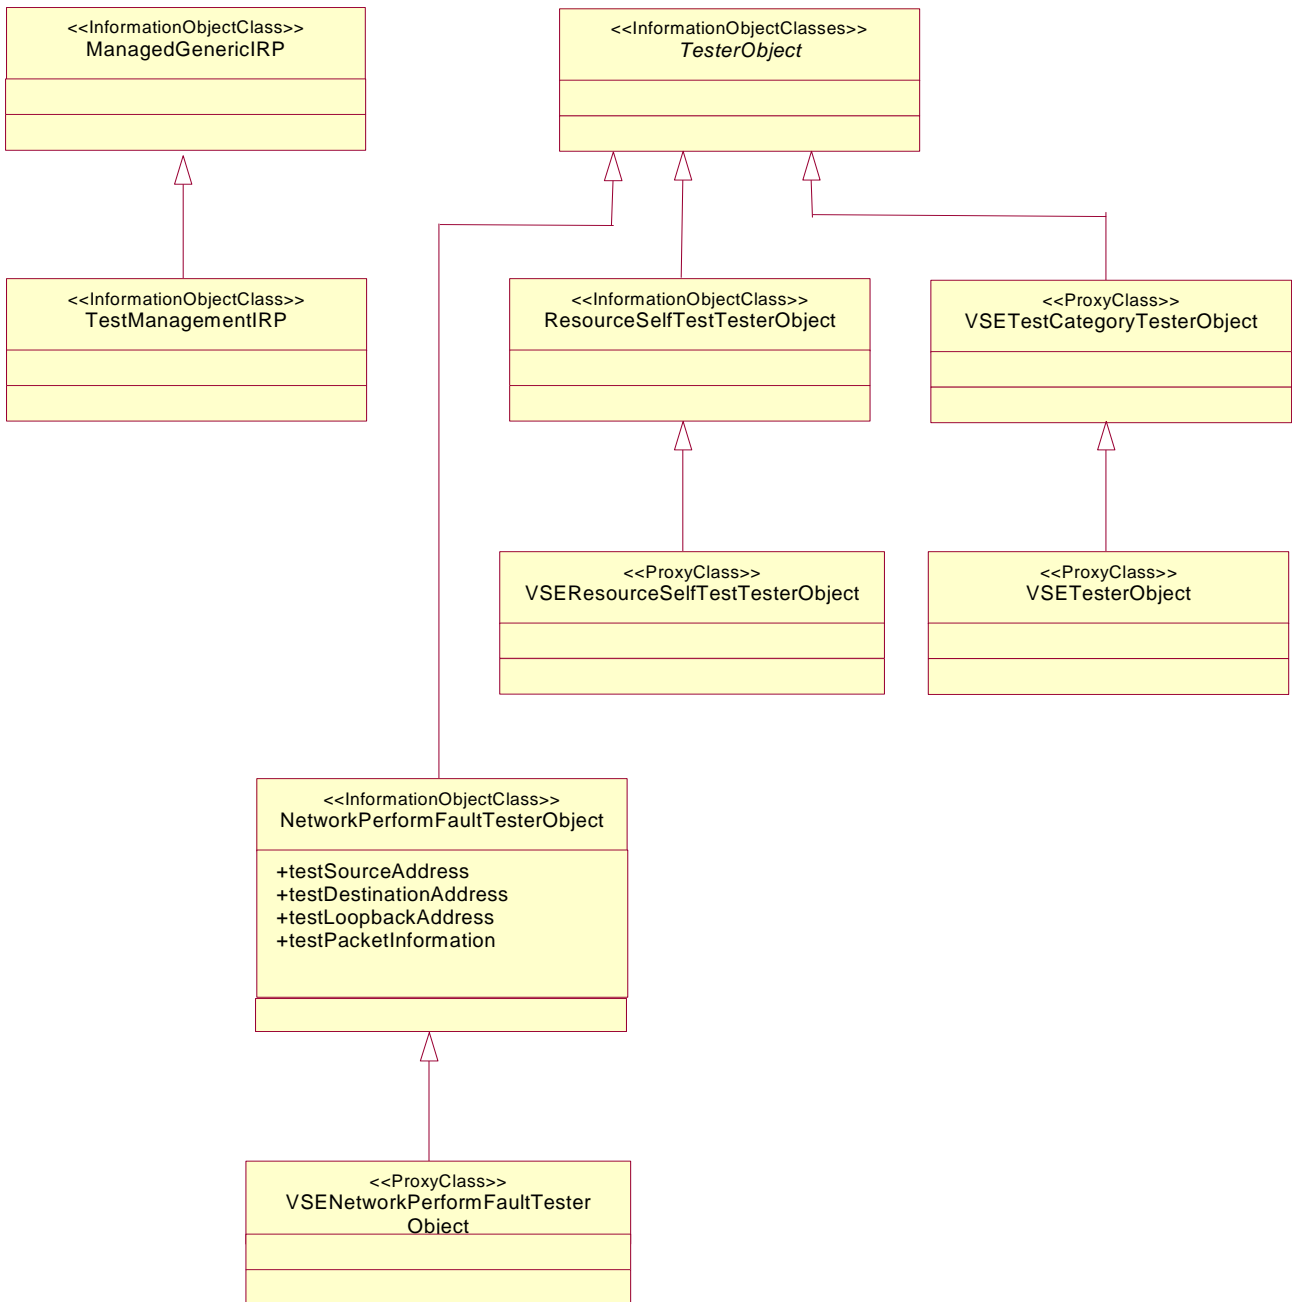 <<InformationObjectClass>>
ManagedGenericIRP
<<InformationObjectClasses>>
TesterObject
<<InformationObjectClass>>
TestManagementIRP
<<InformationObjectClass>>
ResourceSelfTestTesterObject
<<ProxyClass>>
VSETestCategoryTesterObject
<<ProxyClass>>
VSEResourceSelfTestTesterObject
<<ProxyClass>>
VSETesterObject
<<InformationObjectClass>>
NetworkPerformFaultTesterObject
+testSourceAddress
+testDestinationAddress
+testLoopbackAddress
+testPacketInformation
<<ProxyClass>>
VSENetworkPerformFaultTester
Object